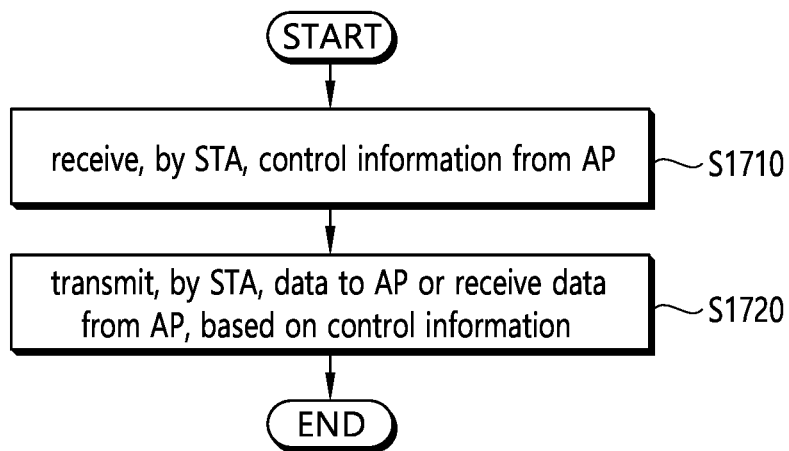 START
receive, by STA, control information from AP
S1710
transmit, by STA, data to AP or receive data
from AP, based on control information
S1720
END